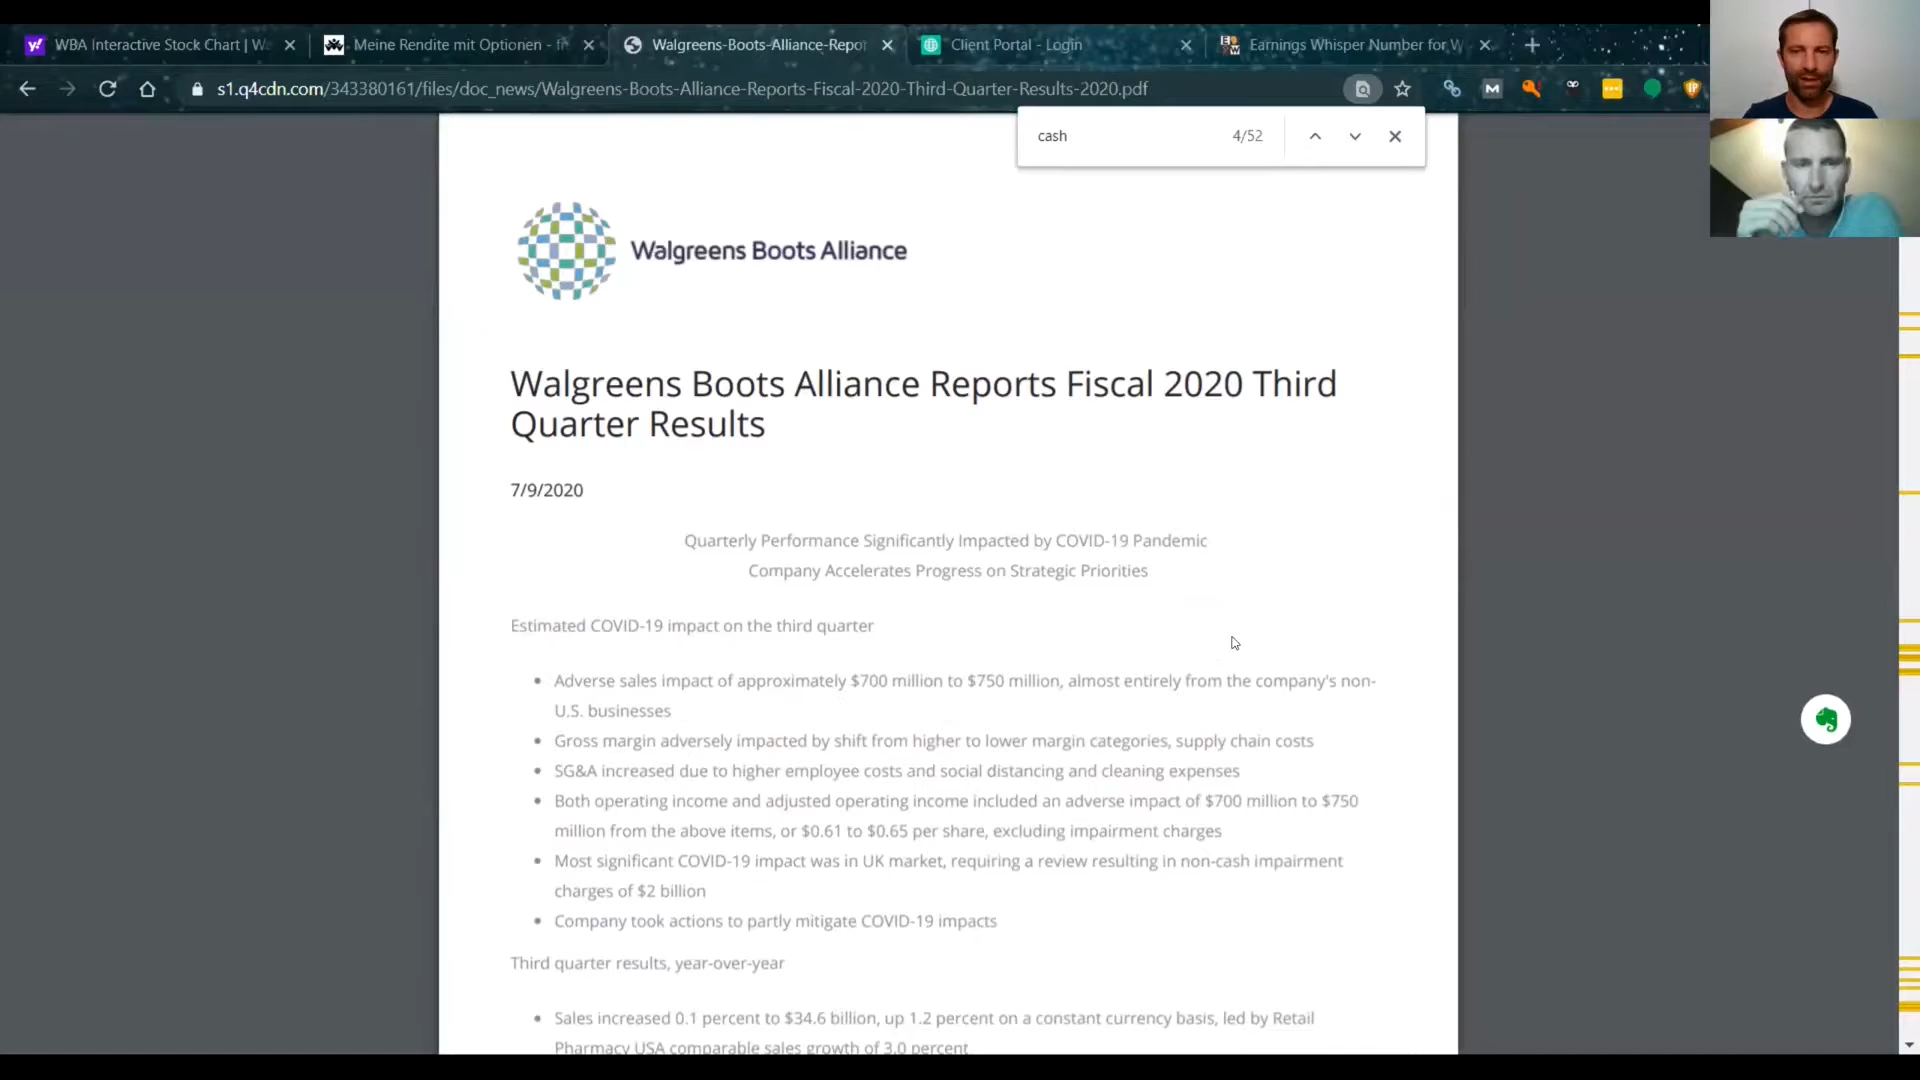 WBA Interactive Stock Chart | W
Meine Rendite mit Optionen - fr
Walgreens-Boots-Alliance-Repor
Client Portal - Login
Earnings Whisper Number for W
s1.q4cdn.com/343380161/files/doc_news/Walgreens-Boots-Alliance-Reports-Fiscal-2020-Third-Quarter-Results-2020.pdf
cash
4/52
Walgreens Boots Alliance
Walgreens Boots Alliance Reports Fiscal 2020 Third
Quarter Results
7/9/2020
Quarterly Performance Significantly Impacted by COVID-19 Pandemic
Company Accelerates Progress on Strategic Priorities
Estimated COVID-19 impact on the third quarter
• Adverse sales impact of approximately $700 million to $750 million, almost entirely from the company's non-
U.S. businesses
• Gross margin adversely impacted by shift from higher to lower margin categories, supply chain costs
• SG&A increased due to higher employee costs and social distancing and cleaning expenses
• Both operating income and adjusted operating income included an adverse impact of $700 million to $750
million from the above items, or $0.61 to $0.65 per share, excluding impairment charges
• Most significant COVID-19 impact was in UK market, requiring a review resulting in non-cash impairment
charges of $2 billion
• Company took actions to partly mitigate COVID-19 impacts
Third quarter results, year-over-year
• Sales increased 0.1 percent to $34.6 billion, up 1.2 percent on a constant currency basis, led by Retail
Pharmacy USA comparable sales growth of 3.0 percent